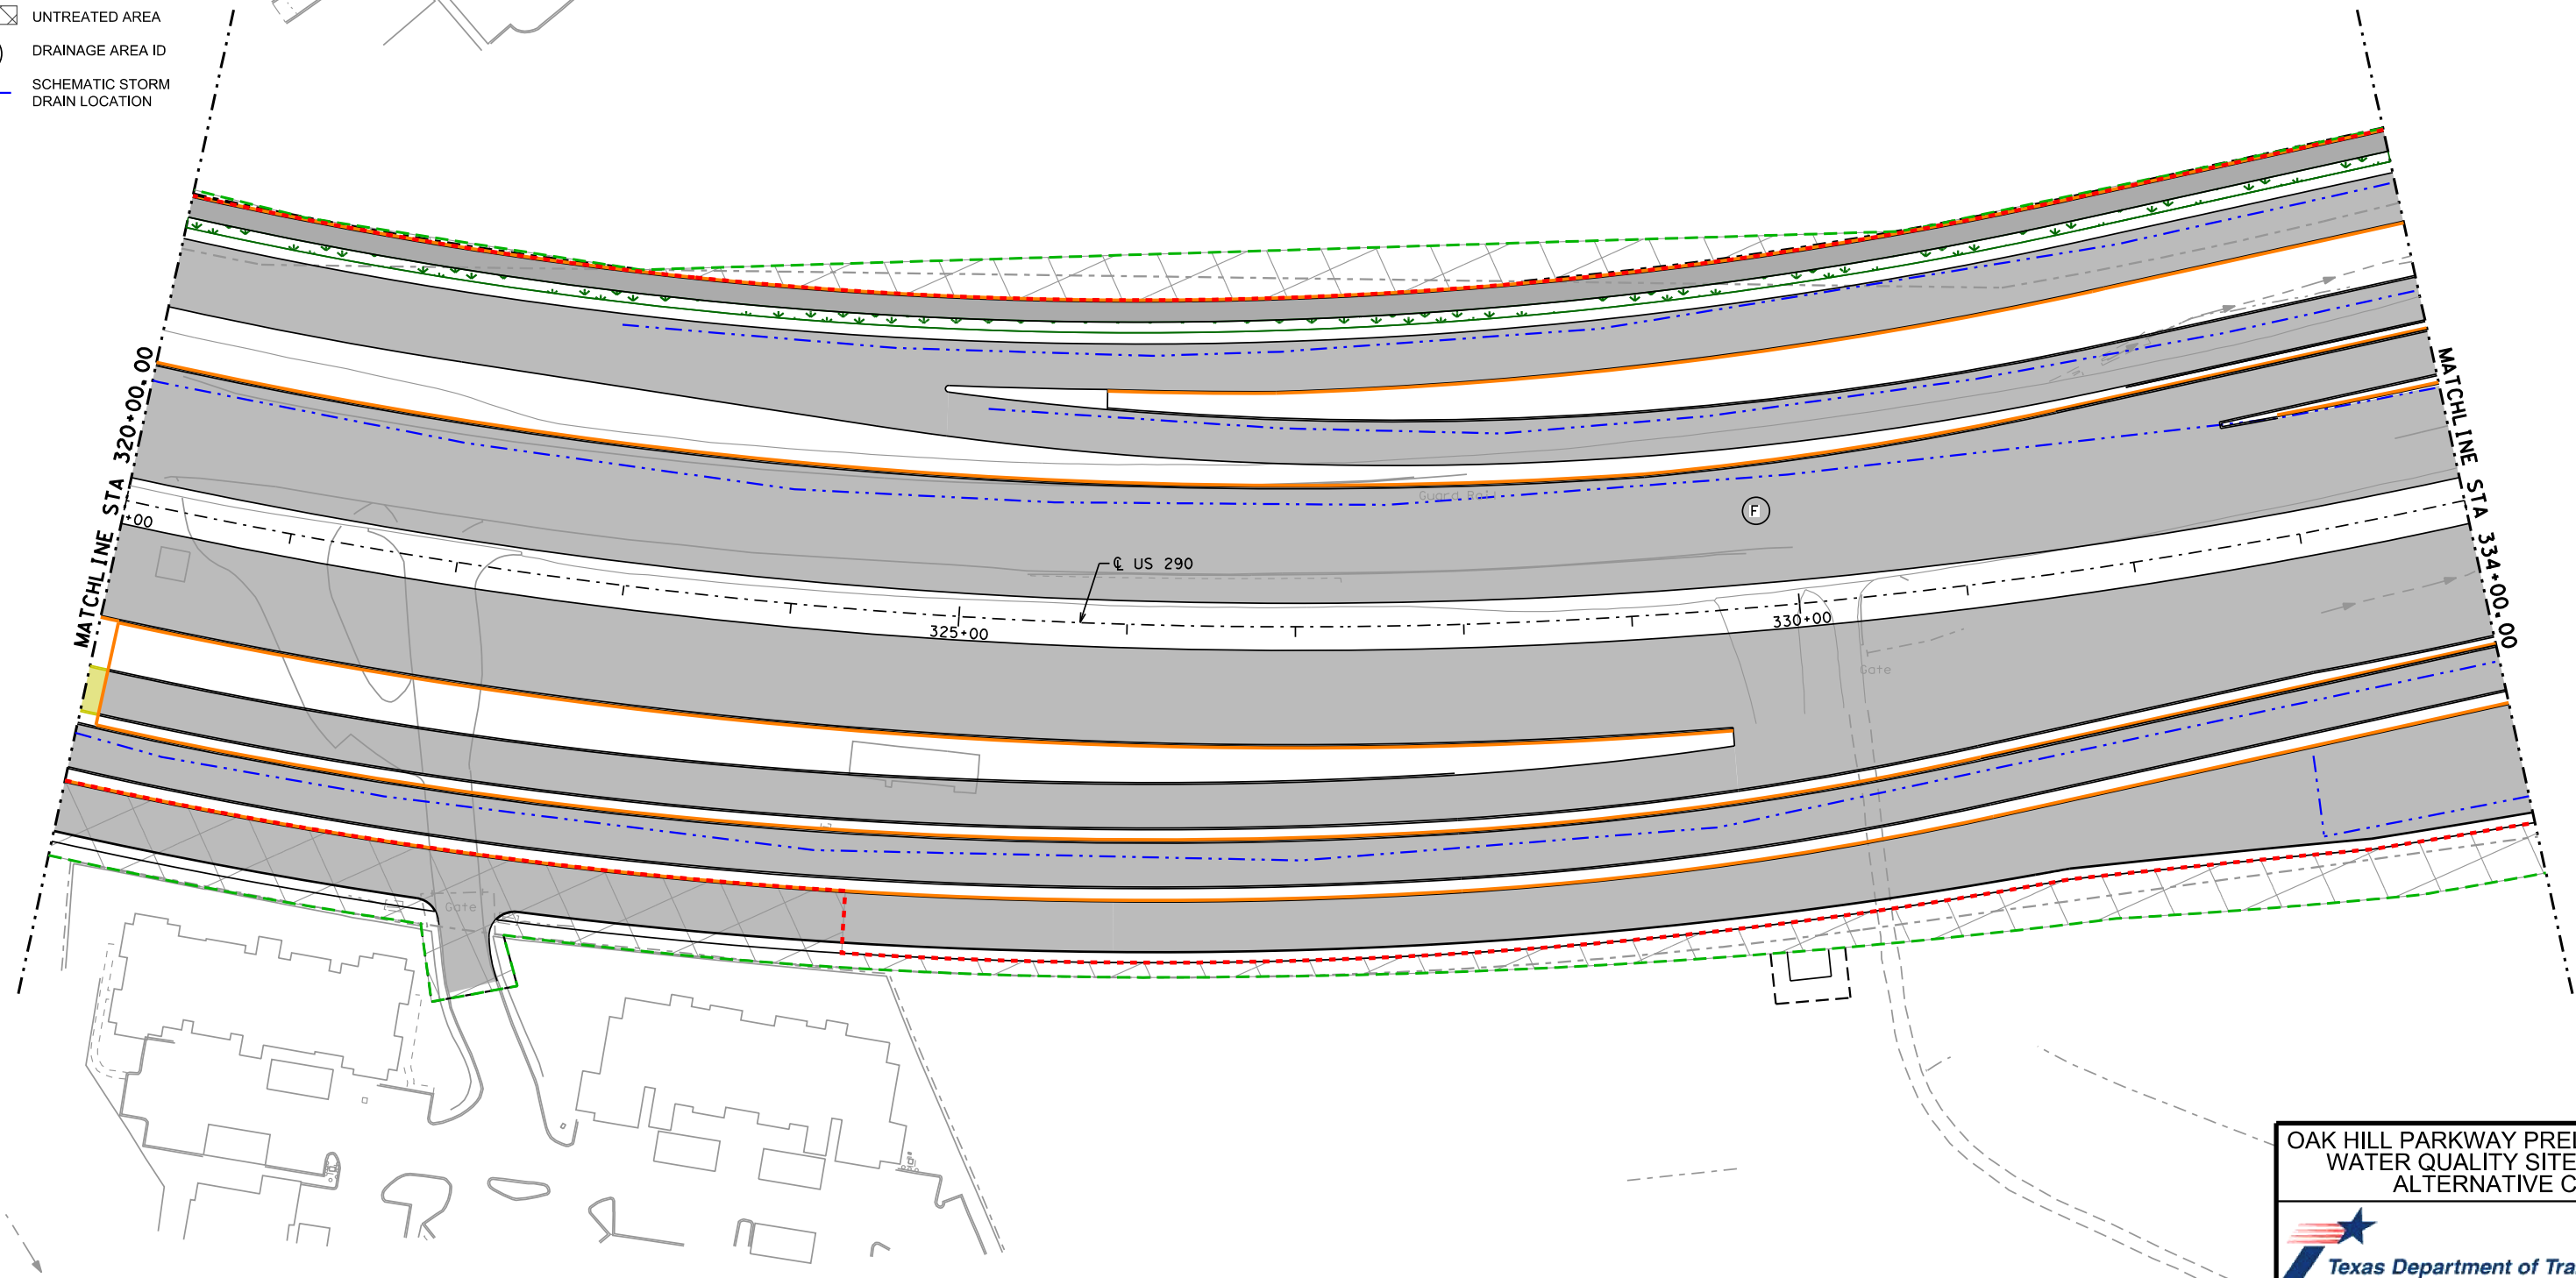 UNTREATED AREA
DRAINAGE AREA ID
SCHEMATIC STORM
DRAIN LOCATION
MATCHLINE STA 320+00.00
MATCHLINE STA 334+00.00
+00
Guard Rail
F
℄ US 290
325+00
330+00
Gate
Gate
OAK HILL PARKWAY
WATER QUALITY SITE
ALTERNATIVE C
Texas Department of